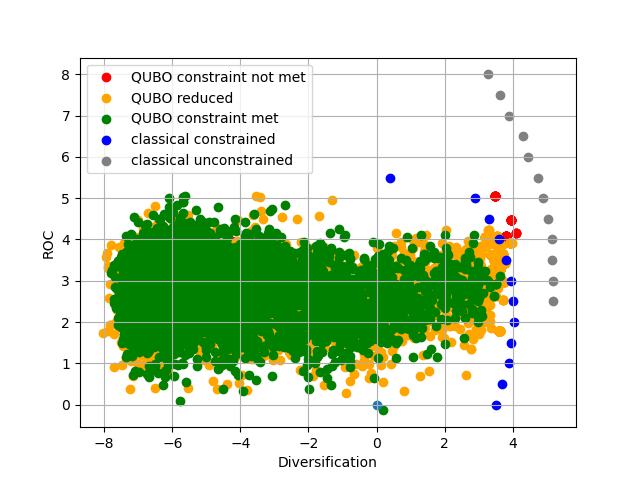 QUBO constraint not met
QUBO reduced
QUBO constraint met
classical constrained
classical unconstrained
8
7
6
5
4
3
2
1
0
ROC
−8
−6
−4
−2
0
2
4
Diversification